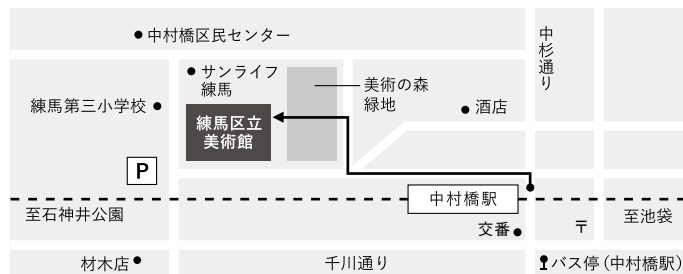 中村橋区民センター
中杉通り
サンライフ
練馬
美術の森
緑地
練馬第三小学校
酒店
練馬区立
美術館
P
中村橋駅
至石神井公園
至池袋
交番
〒
材木店
千川通り
バス停(中村橋駅)